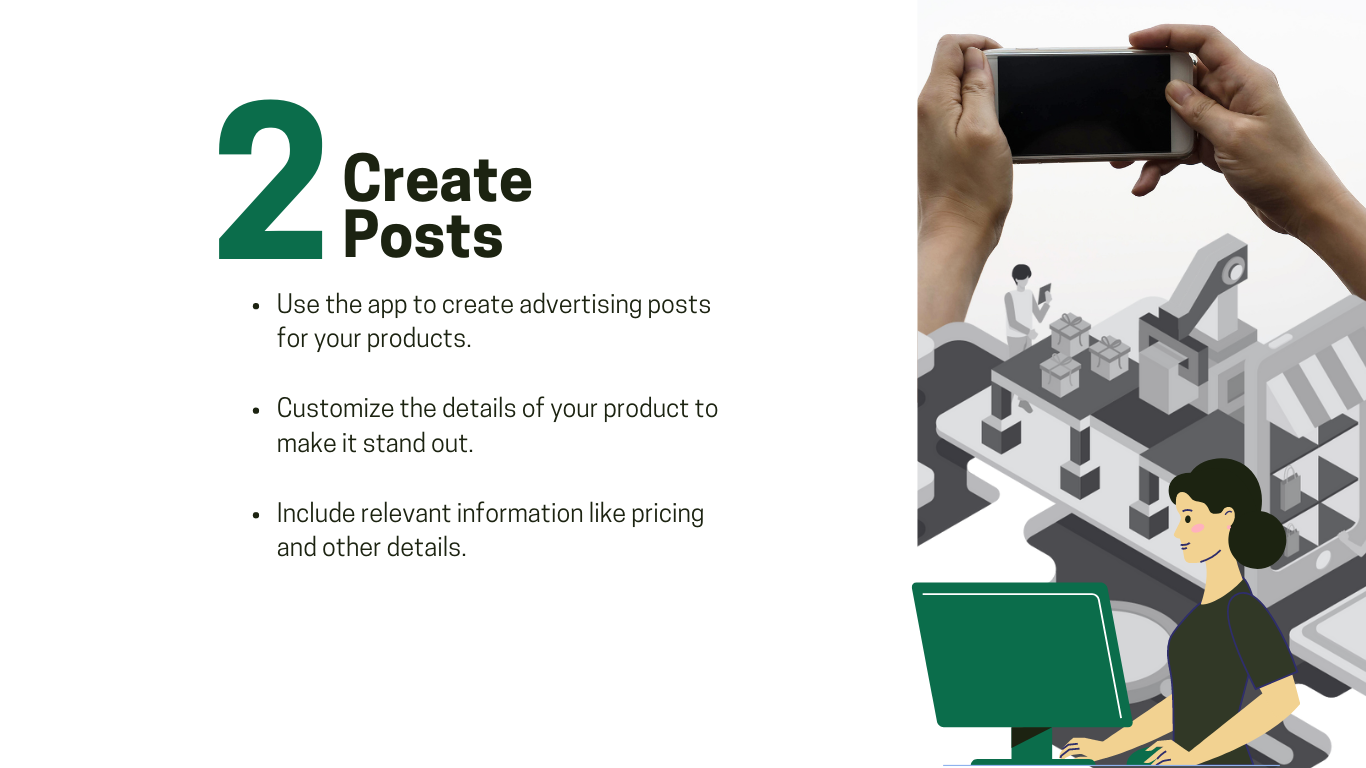 2 Create
Posts
• Use the app to create advertising posts
for your products.
• Customize the details of your product to
make it stand out.
• Include relevant information like pricing
and other details.